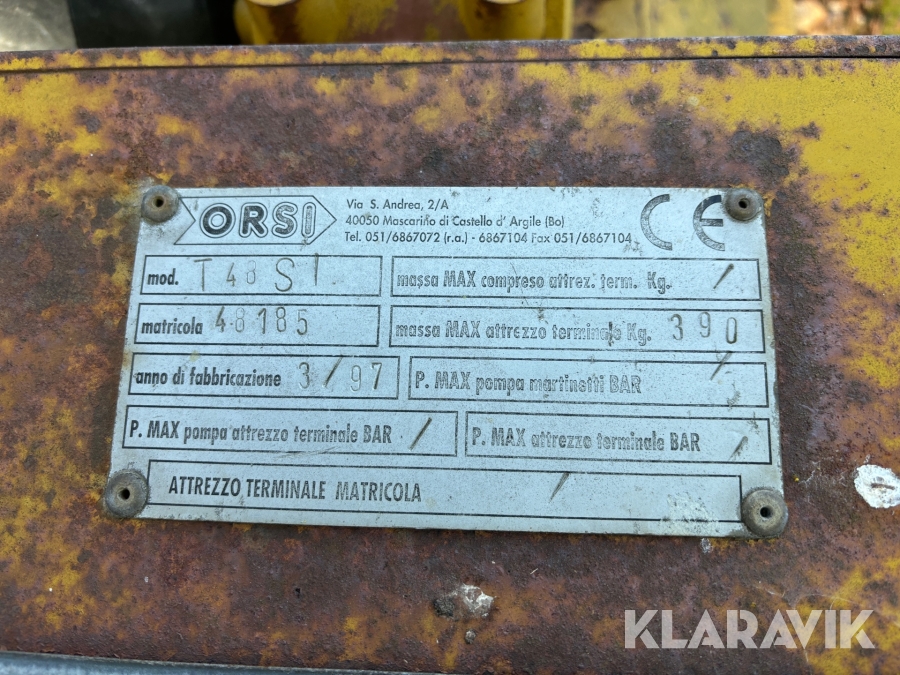 ORSI
Via S. Andrea, 2/A
40050 Mascarino di Castello d' Argile (Bo)
Tel. 051/6867072 (r.a.) - 6867104 Fax 051/6867104
CE
mod. T 48 S I
massa MAX compreso attrez. term. Kg. /
matricola 48185
massa MAX attrezzo terminale Kg. 390
anno di fabbricazione 3/97
P. MAX pompa martinetti BAR /
P. MAX pompa attrezzo terminale BAR /
P. MAX attrezzo terminale BAR /
ATTREZZO TERMINALE MATRICOLA /
KLARAVIK